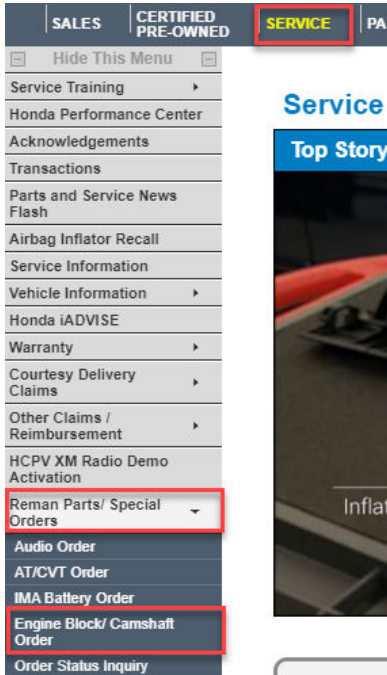 SALES
CERTIFIED
PRE-OWNED
SERVICE
Hide This Menu
Service Training
Honda Performance Center
Acknowledgements
Transactions
Parts and Service News
Flash
Airbag Inflator Recall
Service Information
Vehicle Information
Honda iADVISE
Warranty
Courtesy Delivery
Claims
Other Claims /
Reimbursement
HCPV XM Radio Demo
Activation
Reman Parts/ Special
Orders
Audio Order
AT/CVT Order
IMA Battery Order
Engine Block/ Camshaft
Order
Order Status Inquiry
Service
Top Story